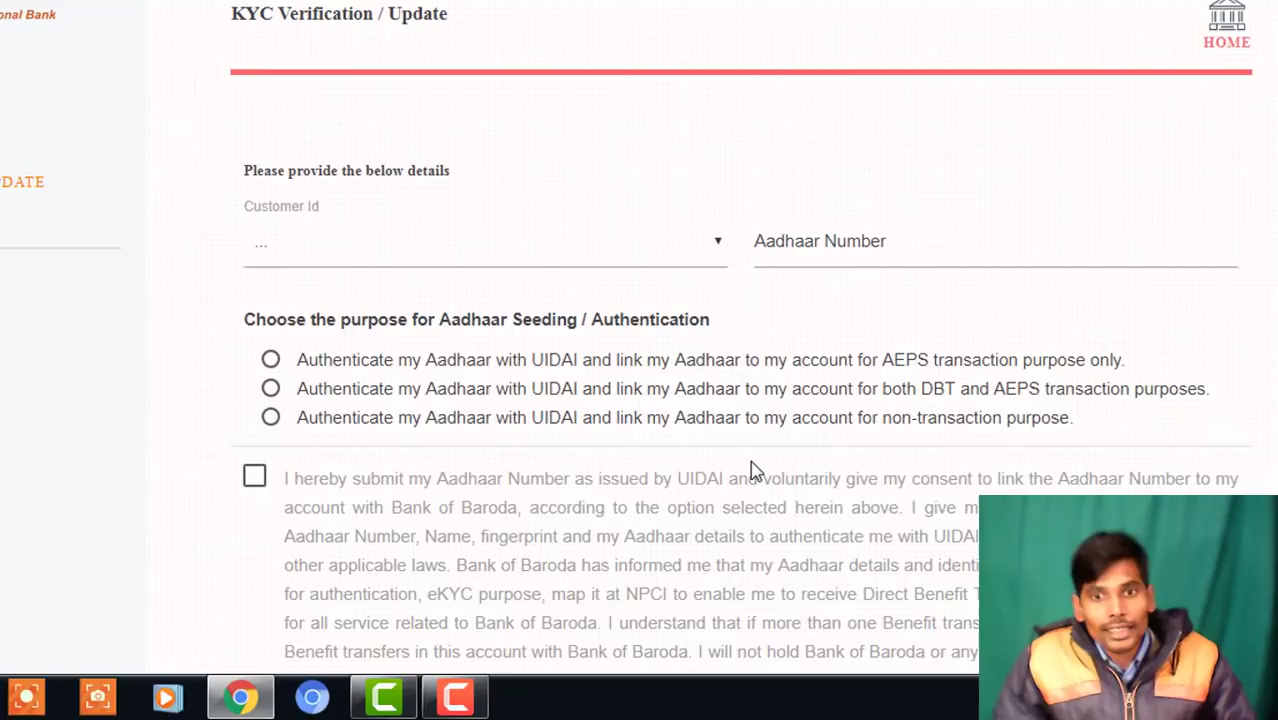 onal Bank
KYC Verification / Update
HOME
PDATE
Please provide the below details
Customer Id
...
Aadhaar Number
Choose the purpose for Aadhaar Seeding / Authentication
Authenticate my Aadhaar with UIDAI and link my Aadhaar to my account for AEPS transaction purpose only.
Authenticate my Aadhaar with UIDAI and link my Aadhaar to my account for both DBT and AEPS transaction purposes.
Authenticate my Aadhaar with UIDAI and link my Aadhaar to my account for non-transaction purpose.
I hereby submit my Aadhaar Number as issued by UIDAI and voluntarily give my consent to link the Aadhaar Number to my
account with Bank of Baroda, according to the option selected herein above. I give m
Aadhaar Number, Name, fingerprint and my Aadhaar details to authenticate me with UIDA
other applicable laws. Bank of Baroda has informed me that my Aadhaar details and identi
for authentication, eKYC purpose, map it at NPCI to enable me to receive Direct Benefit T
for all service related to Bank of Baroda. I understand that if more than one Benefit trans
Benefit transfers in this account with Bank of Baroda. I will not hold Bank of Baroda or any